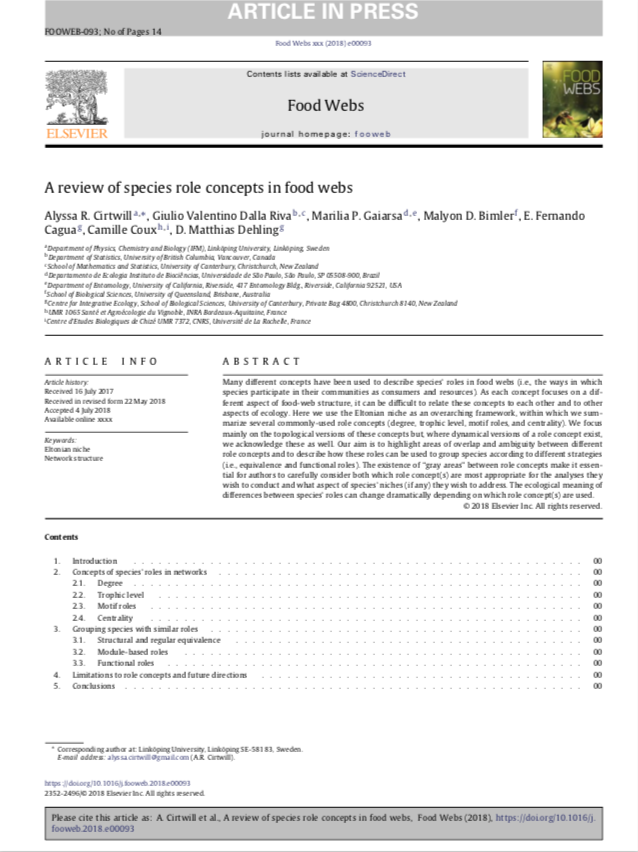 ARTICLE IN PRESS
FOOWEB-093; No of Pages 14
Food Webs xxx (2018) e00093
Contents lists available at ScienceDirect
Food Webs
journal homepage: fooweb
ELSEVIER
FOOD
WEBS
A review of species role concepts in food webs
Alyssa R. Cirtwill a,*, Giulio Valentino Dalla Riva b,c, Marilia P. Gaiarsa d,e, Malyon D. Bimler f, E. Fernando
Cagua g, Camille Coux h,i, D. Matthias Dehling g
a Department of Physics, Chemistry and Biology (IFM), Linköping University, Linköping, Sweden
b Department of Statistics, University of British Columbia, Vancouver, Canada
c School of Mathematics and Statistics, University of Canterbury, Christchurch, New Zealand
d Departamento de Ecologia Instituto de Biociências, Universidade de São Paulo, São Paulo, SP 05508-900, Brazil
e Department of Entomology, University of California, Riverside, 417 Entomology Bldg., Riverside, California 92521, USA
f School of Biological Sciences, University of Queensland, Brisbane, Australia
g Centre for Integrative Ecology, School of Biological Sciences, University of Canterbury, Private Bag 4800, Christchurch 8140, New Zealand
h UMR 1065 Santé et Agroécologie du Vignoble, INRA Bordeaux-Aquitaine, France
i Centre d'Etudes Biologiques de Chizé UMR 7372, CNRS, Université de La Rochelle, France
ARTICLE INFO
Article history:
Received 16 July 2017
Received in revised form 22 May 2018
Accepted 4 July 2018
Available online xxxx
Keywords:
Eltonian niche
Network structure
ABSTRACT
Many different concepts have been used to describe species' roles in food webs (i.e., the ways in which
species participate in their communities as consumers and resources). As each concept focuses on a dif-
ferent aspect of food-web structure, it can be difficult to relate these concepts to each other and to other
aspects of ecology. Here we use the Eltonian niche as an overarching framework, within which we sum-
marize several commonly-used role concepts (degree, trophic level, motif roles, and centrality). We focus
mainly on the topological versions of these concepts but, where dynamical versions of a role concept exist,
we acknowledge these as well. Our aim is to highlight areas of overlap and ambiguity between different
role concepts and to describe how these roles can be used to group species according to different strategies
(i.e., equivalence and functional roles). The existence of "gray areas" between role concepts make it essen-
tial for authors to carefully consider both which role concept(s) are most appropriate for the analyses they
wish to conduct and what aspect of species' niches (if any) they wish to address. The ecological meaning of
differences between species' roles can change dramatically depending on which role concept(s) are used.
© 2018 Elsevier Inc. All rights reserved.
Contents
1. Introduction . . . 00
2. Concepts of species' roles in networks . . . 00
2.1. Degree . . . 00
2.2. Trophic level . . . 00
2.3. Motif roles . . . 00
2.4. Centrality . . . 00
3. Grouping species with similar roles . . . 00
3.1. Structural and regular equivalence . . . 00
3.2. Module-based roles . . . 00
3.3. Functional roles . . . 00
4. Limitations to role concepts and future directions . . . 00
5. Conclusions . . . 00
* Corresponding author at: Linköping University, Linköping SE-581 83, Sweden.
E-mail address: alyssa.cirtwill@gmail.com (A.R. Cirtwill).
https://doi.org/10.1016/j.fooweb.2018.e00093
2352-2496/© 2018 Elsevier Inc. All rights reserved.
Please cite this article as: A. Cirtwill et al., A review of species role concepts in food webs, Food Webs (2018), https://doi.org/10.1016/j.
fooweb.2018.e00093